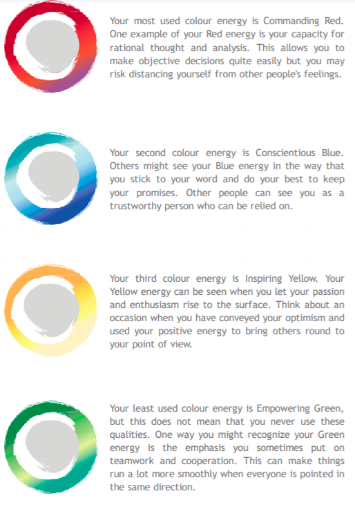 Your most used colour energy is Commanding Red.
One example of your Red energy is your capacity for
rational thought and analysis. This allows you to
make objective decisions quite easily but you may
risk distancing yourself from other people's feelings.
Your second colour energy is Conscientious Blue.
Others might see your Blue energy in the way that
you stick to your word and do your best to keep
your promises. Other people can see you as a
trustworthy person who can be relied on.
Your third colour energy is Inspiring Yellow. Your
Yellow energy can be seen when you let your passion
and enthusiasm rise to the surface. Think about an
occasion when you have conveyed your optimism and
used your positive energy to bring others round to
your point of view.
Your least used colour energy is Empowering Green,
but this does not mean that you never use these
qualities. One way you might recognize your Green
energy is the emphasis you sometimes put on
teamwork and cooperation. This can make things
run a lot more smoothly when everyone is pointed in
the same direction.